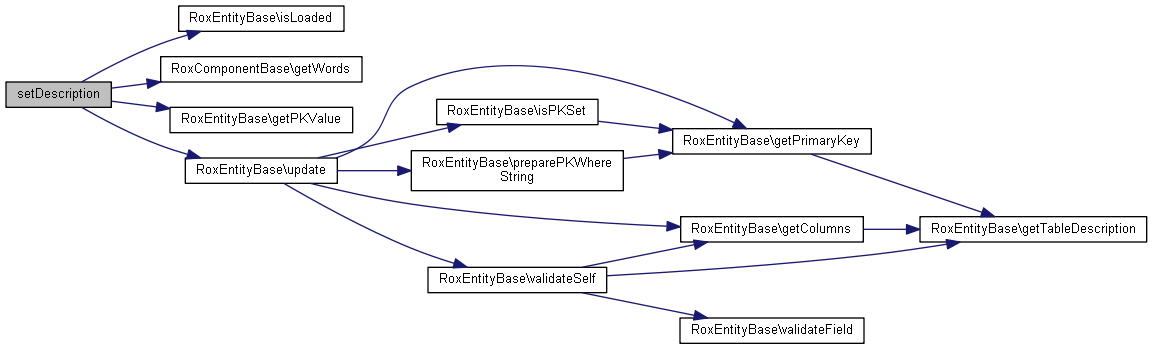 RoxEntityBase\isLoaded
RoxComponentBase\getWords
setDescription
RoxEntityBase\getPKValue
RoxEntityBase\update
RoxEntityBase\isPKSet
RoxEntityBase\preparePKWhere
String
RoxEntityBase\getPrimaryKey
RoxEntityBase\getColumns
RoxEntityBase\getTableDescription
RoxEntityBase\validateSelf
RoxEntityBase\validateField